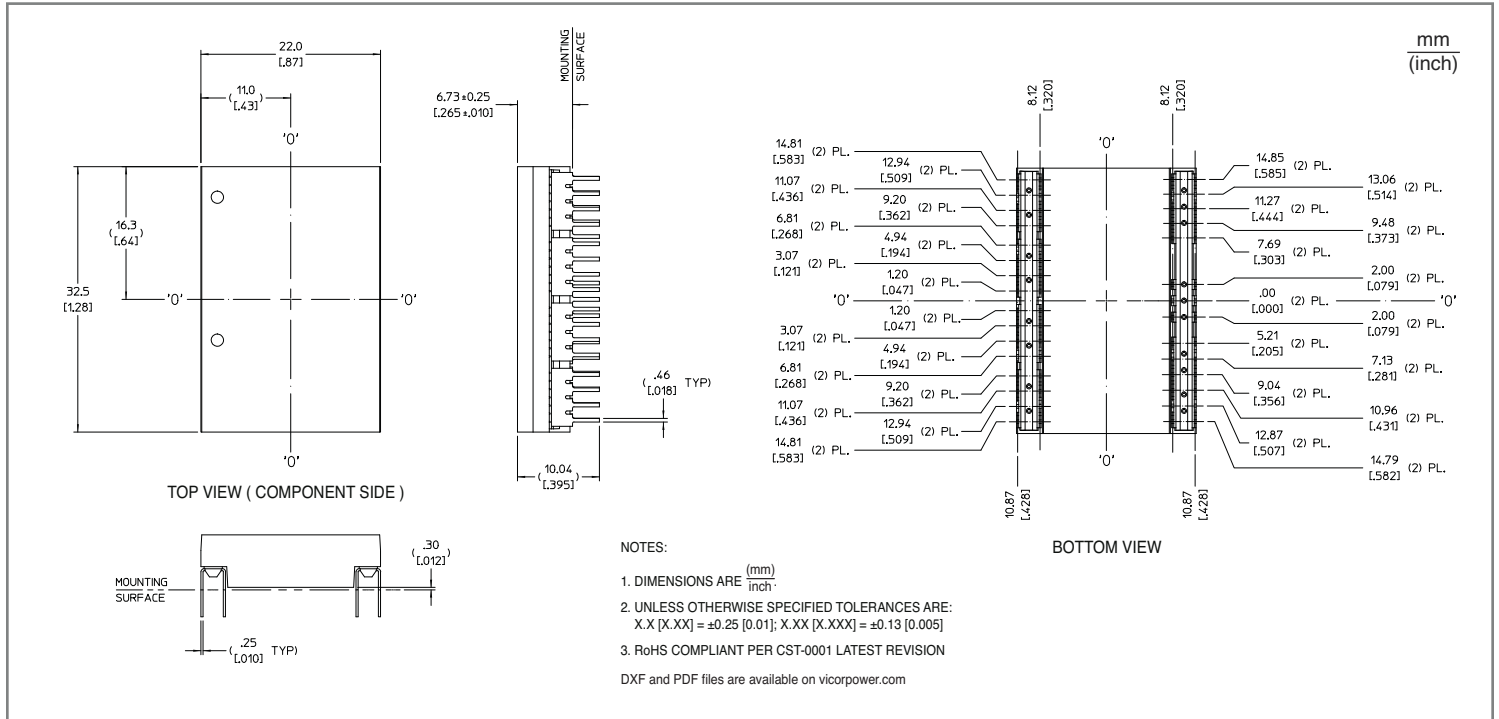 mm
(inch)
22.0
[.87]
( 11.0 )
[.43]
'0'
( 16.3 )
[.64]
32.5
[1.28]
'0'
'0'
'0'
TOP VIEW ( COMPONENT SIDE )
MOUNTING
SURFACE
6.73±0.25
[.265±.010]
( .46 TYP)
[.018]
( 10.04 )
[.395]
MOUNTING
SURFACE
( .30 )
[.012]
( .25 TYP)
[.010]
8.12
[.320]
8.12
[.320]
'0'
14.81 (2) PL.
[.583]
12.94 (2) PL.
[.509]
11.07 (2) PL.
[.436]
9.20 (2) PL.
[.362]
6.81 (2) PL.
[.268]
4.94 (2) PL.
[.194]
3.07 (2) PL.
[.121]
1.20 (2) PL.
[.047]
'0'
1.20 (2) PL.
[.047]
3.07 (2) PL.
[.121]
4.94 (2) PL.
[.194]
6.81 (2) PL.
[.268]
9.20 (2) PL.
[.362]
11.07 (2) PL.
[.436]
12.94 (2) PL.
[.509]
14.81 (2) PL.
[.583]
14.85 (2) PL.
[.585]
13.06 (2) PL.
[.514]
11.27 (2) PL.
[.444]
9.48 (2) PL.
[.373]
7.69 (2) PL.
[.303]
2.00 (2) PL.
[.079]
.00 (2) PL.
[.000]
'0'
2.00 (2) PL.
[.079]
5.21 (2) PL.
[.205]
7.13 (2) PL.
[.281]
9.04 (2) PL.
[.356]
10.96 (2) PL.
[.431]
12.87 (2) PL.
[.507]
14.79 (2) PL.
[.582]
'0'
10.87
[.428]
10.87
[.428]
BOTTOM VIEW
NOTES:
1. DIMENSIONS ARE (mm)
inch.
2. UNLESS OTHERWISE SPECIFIED TOLERANCES ARE:
X.X [X.XX] = ±0.25 [0.01]; X.XX [X.XXX] = ±0.13 [0.005]
3. RoHS COMPLIANT PER CST-0001 LATEST REVISION
DXF and PDF files are available on vicorpower.com